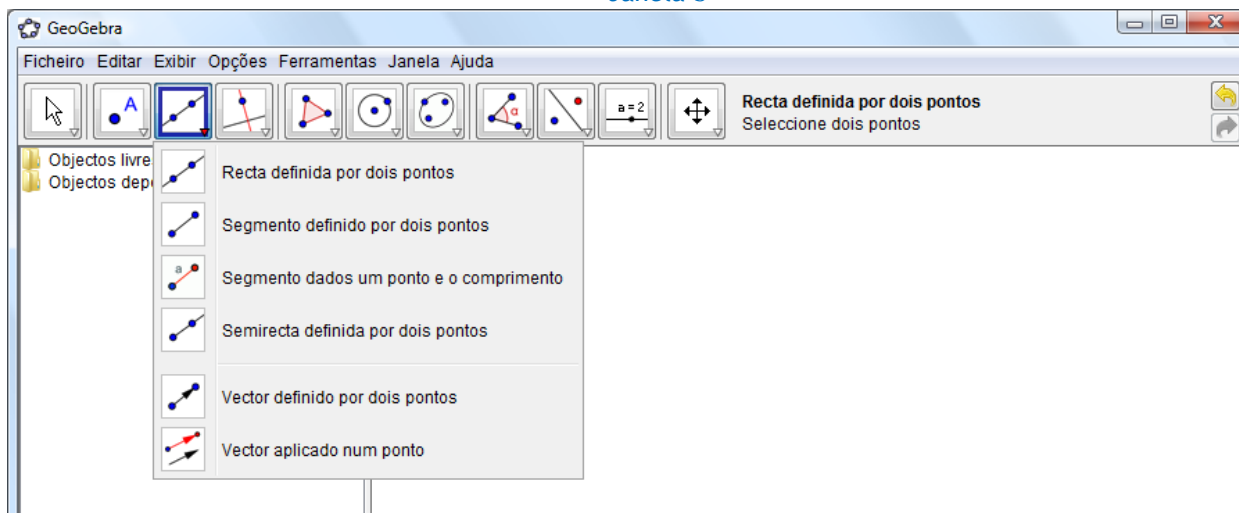 GeoGebra
Ficheiro Editar Exibir Opções Ferramentas Janela Ajuda
A
α
a = 2
Recta definida por dois pontos
Seleccione dois pontos
Objectos livre
Objectos dep
Recta definida por dois pontos
Segmento definido por dois pontos
a
Segmento dados um ponto e o comprimento
Semirecta definida por dois pontos
Vector definido por dois pontos
Vector aplicado num ponto